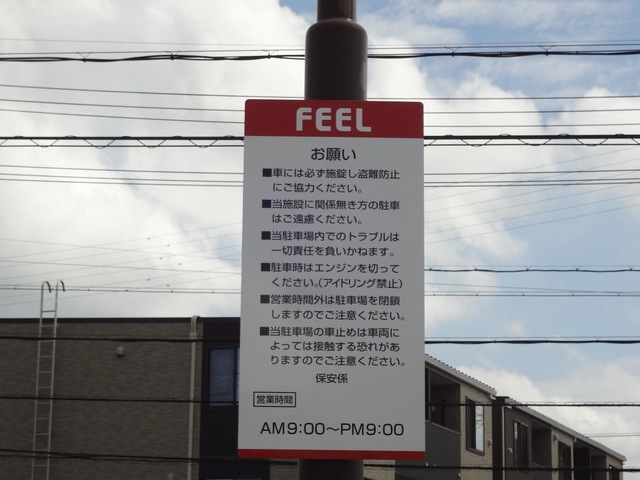 FEEL
お願い
■車には必ず施錠し盗難防止
にご協力ください。
■当施設に関係無き方の駐車
はご遠慮ください。
■当駐車場内でのトラブルは
一切責任を負いかねます。
■駐車時はエンジンを切って
ください。(アイドリング禁止)
■営業時間外は駐車場を閉鎖
しますのでご注意ください。
■当駐車場の車止めは車両に
よっては接触する恐れがあ
りますのでご注意ください。
保安係
営業時間
AM9:00～PM9:00